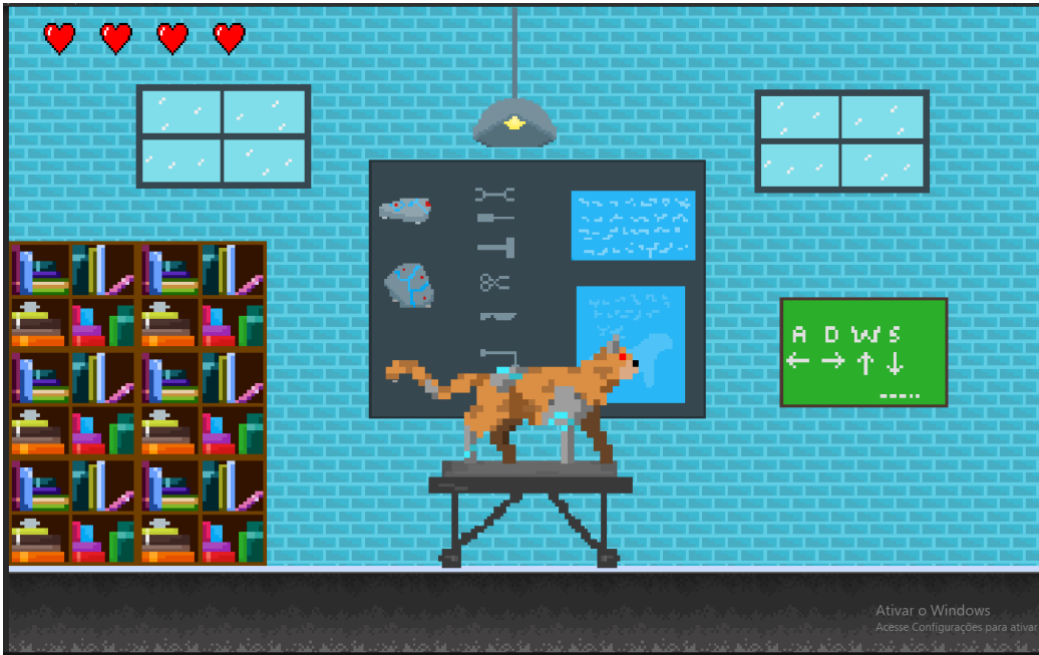 A D W S
← → ↑ ↓
Ativar o Windows
Acesse Configurações para ativar